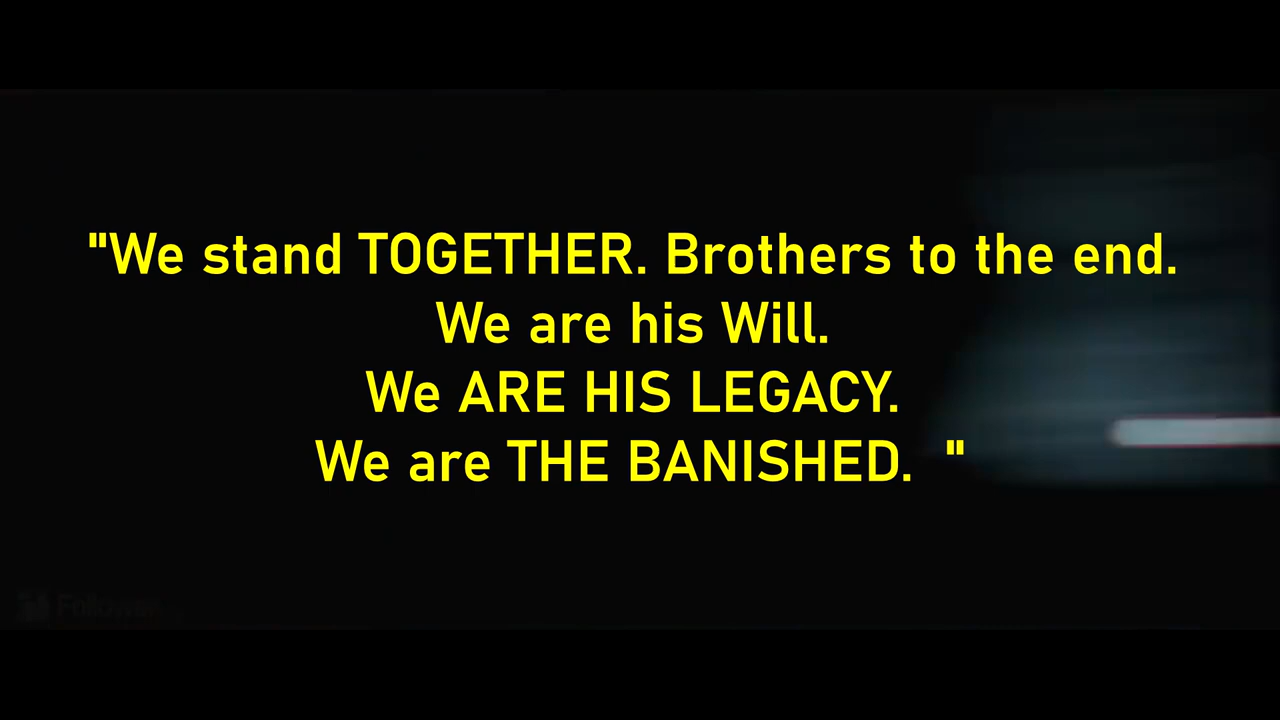 "We stand TOGETHER. Brothers to the end.
We are his Will.
We ARE HIS LEGACY.
We are THE BANISHED.  "